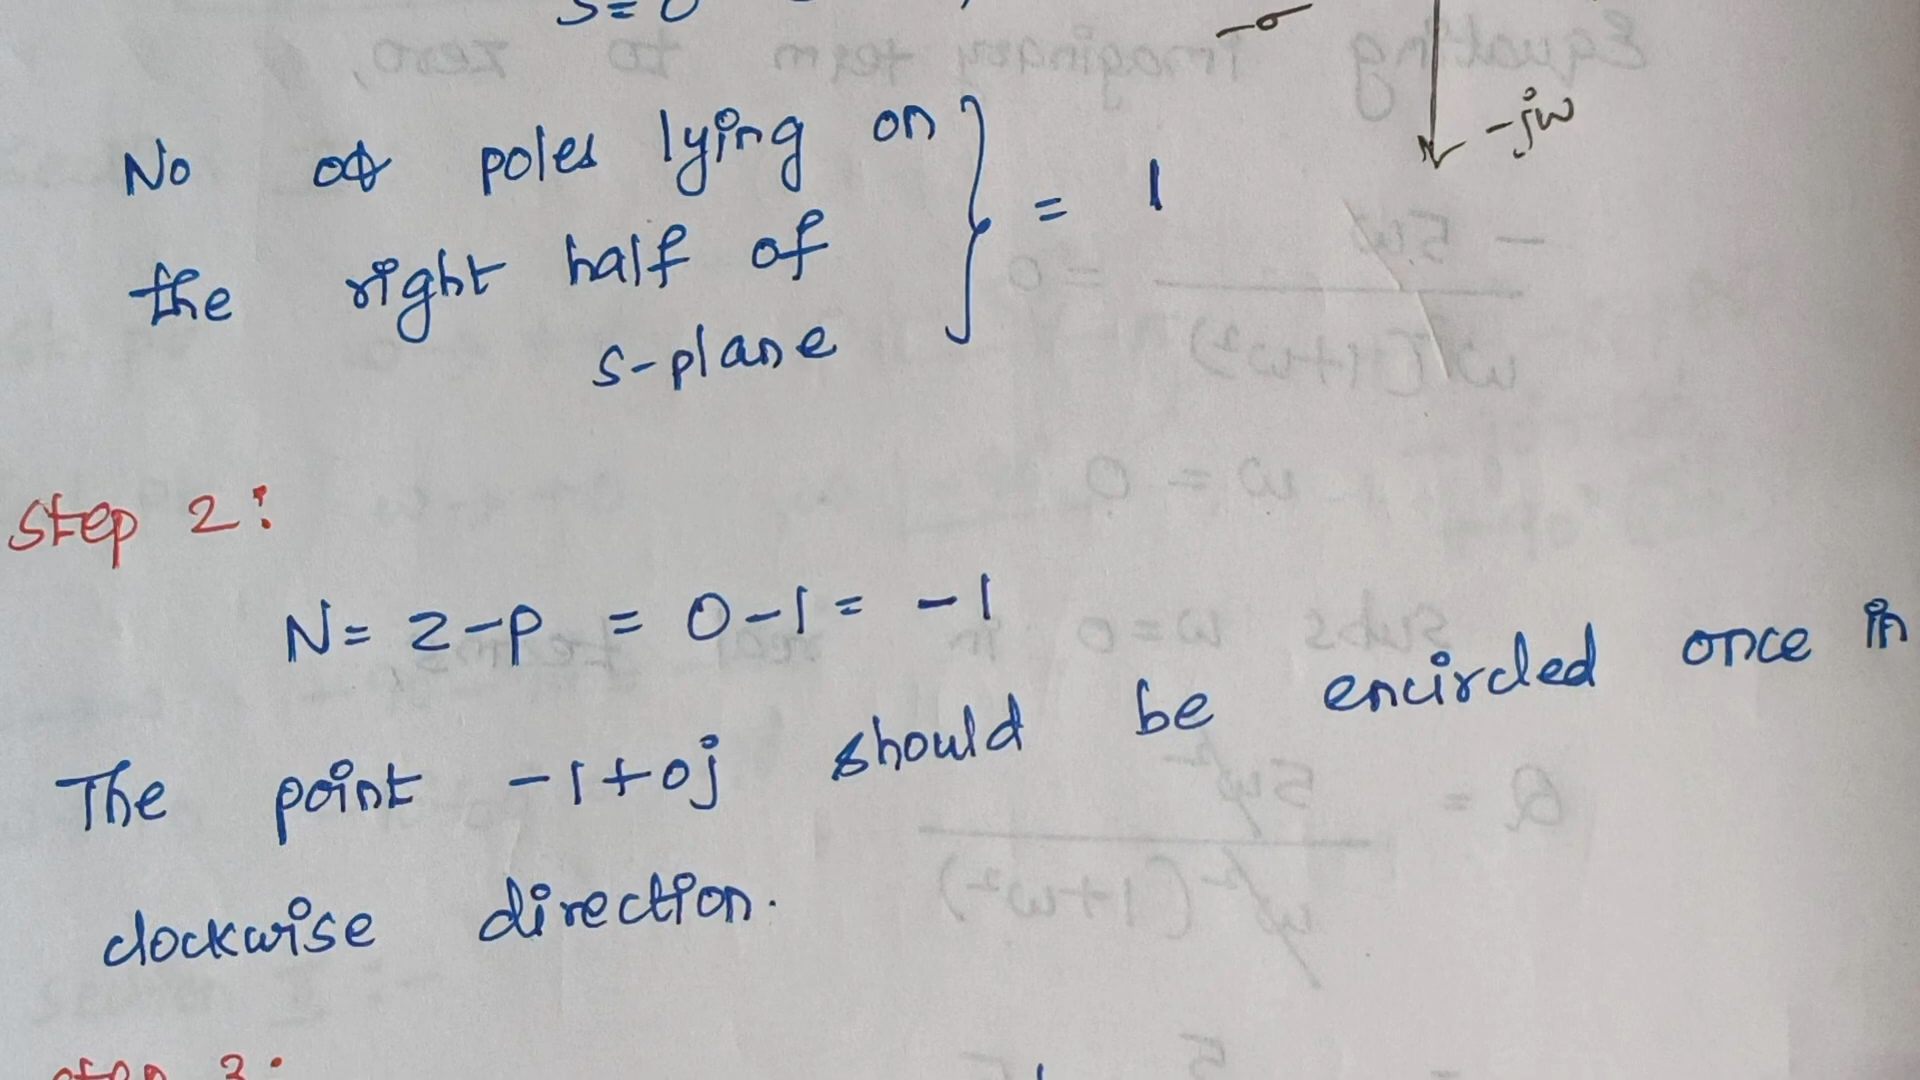 s=0
-σ
-jω
No of poles lying on
the right half of
s-plane
} = 1
Step 2:
N= Z-P = 0-1= -1
The point -1+0j should be encircled once in
clockwise direction.